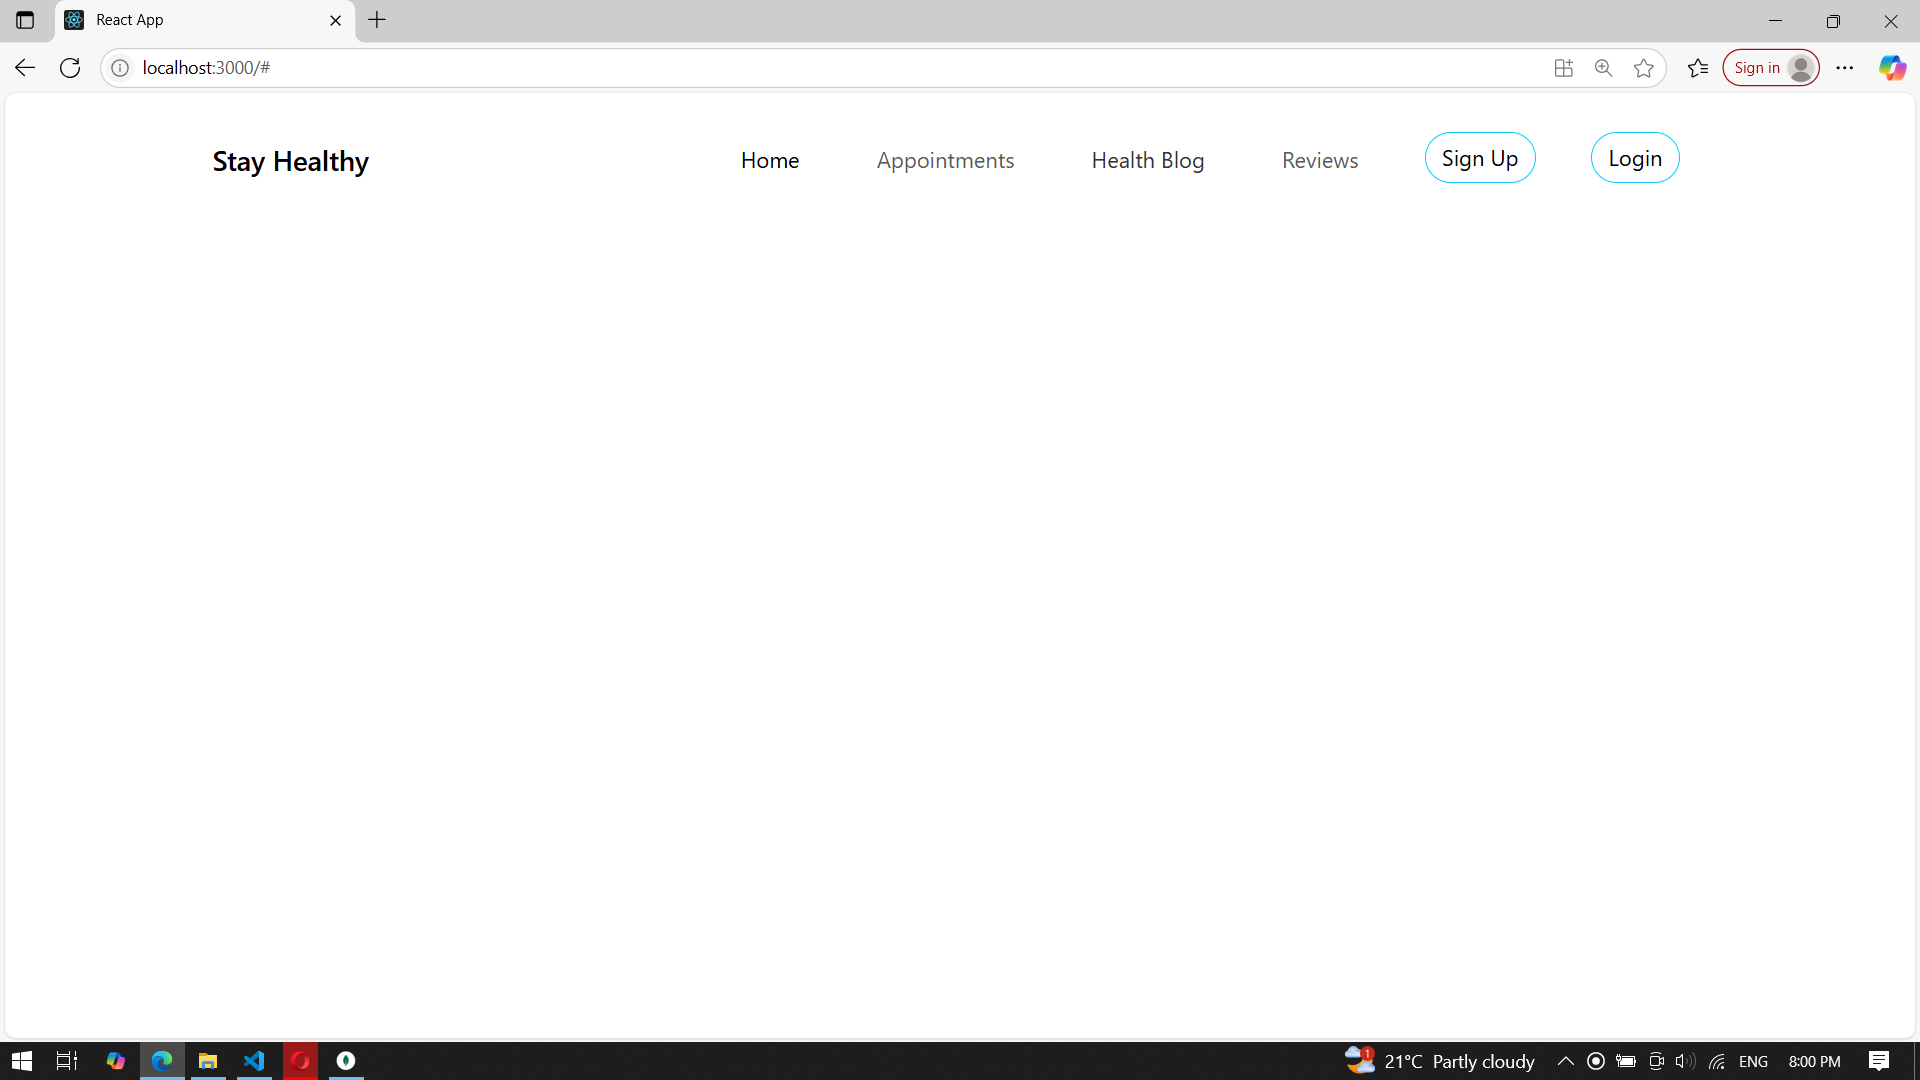 React App
localhost:3000/#
Sign in
Stay Healthy
Home Appointments Health Blog Reviews Sign Up Login
1 21°C Partly cloudy ENG 8:00 PM